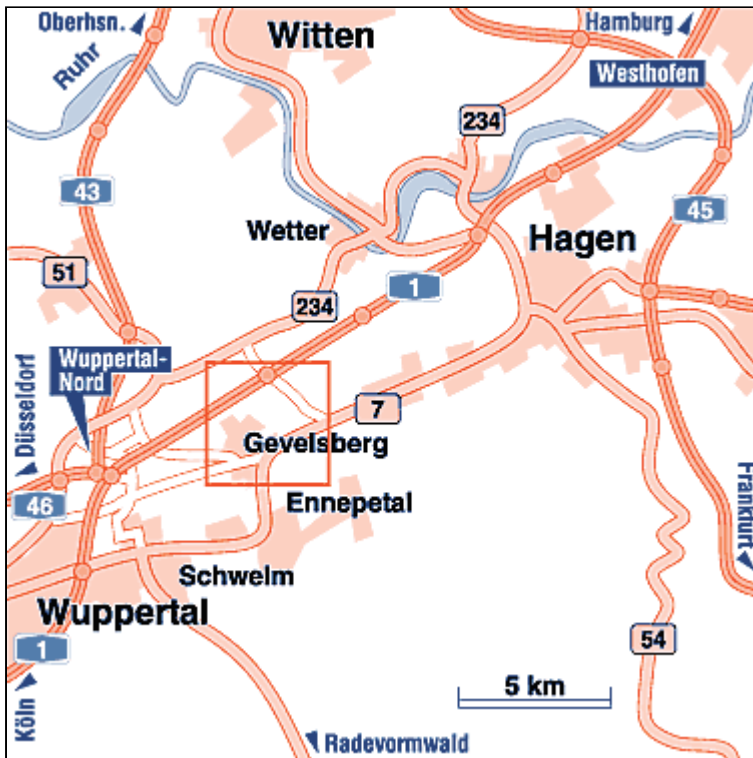 Oberhsn.
Witten
Hamburg
Ruhr
Westhofen
234
43
45
Wetter
Hagen
51
1
234
Wuppertal-
Nord
Düsseldorf
7
Gevelsberg
46
Ennepetal
Frankfurt
Schwelm
Wuppertal
54
1
5 km
Köln
Radevormwald